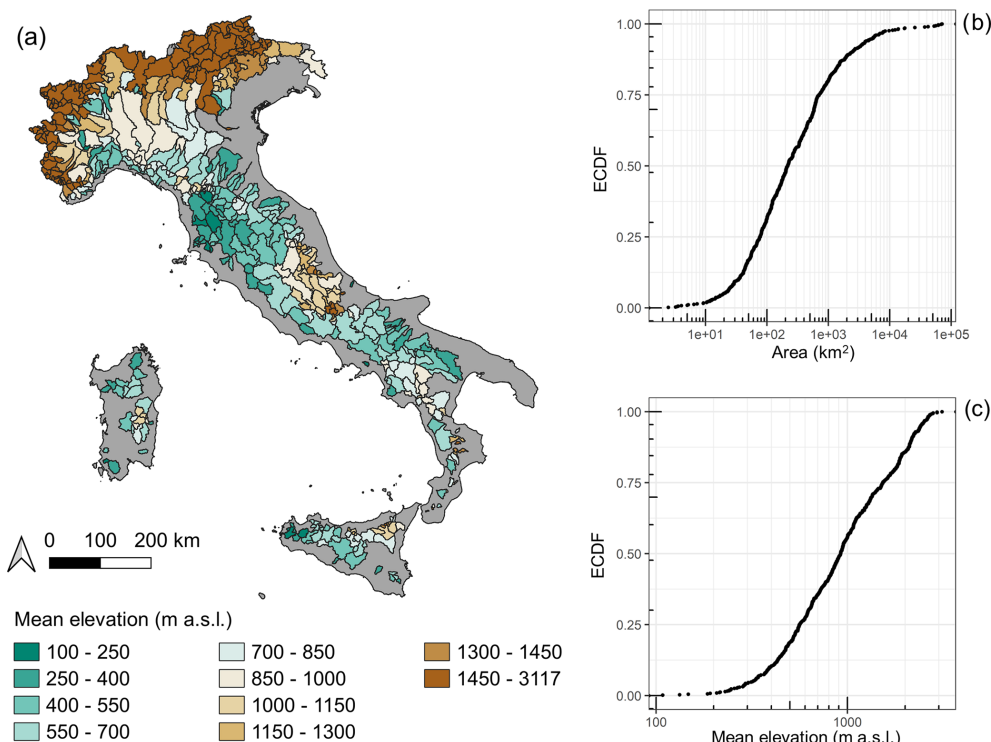 (a)
0 100 200 km
Mean elevation (m a.s.l.)
100 - 250
250 - 400
400 - 550
550 - 700
700 - 850
850 - 1000
1000 - 1150
1150 - 1300
1300 - 1450
1450 - 3117
(b)
ECDF
1.00
0.75
0.50
0.25
0.00
1e+01 1e+02 1e+03 1e+04 1e+05
Area (km²)
(c)
ECDF
1.00
0.75
0.50
0.25
0.00
100 1000
Mean elevation (m a.s.l.)